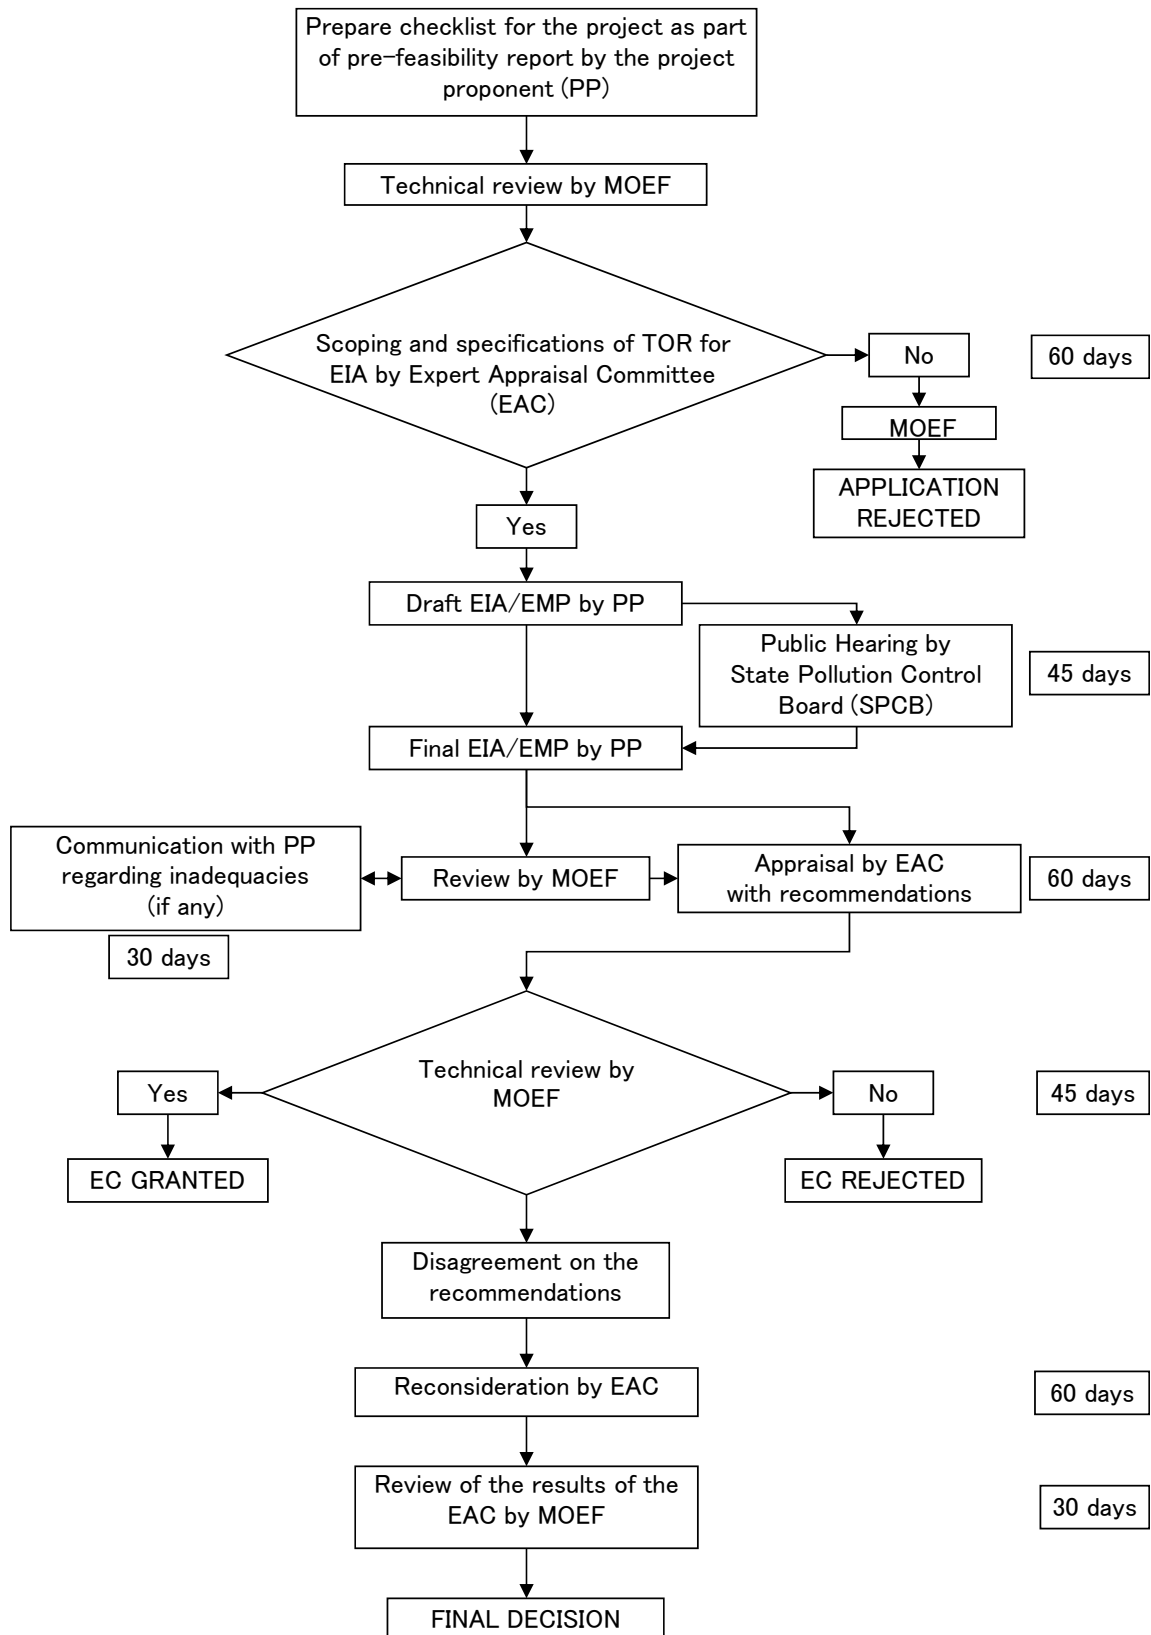 Prepare checklist for the project as part
of pre-feasibility report by the project
proponent (PP)
Technical review by MOEF
Scoping and specifications of TOR for
EIA by Expert Appraisal Committee
(EAC)
No
60 days
MOEF
APPLICATION
REJECTED
Yes
Draft EIA/EMP by PP
Public Hearing by
State Pollution Control
Board (SPCB)
45 days
Final EIA/EMP by PP
Communication with PP
regarding inadequacies
(if any)
30 days
Review by MOEF
Appraisal by EAC
with recommendations
60 days
Technical review by
MOEF
Yes
EC GRANTED
No
EC REJECTED
45 days
Disagreement on the
recommendations
Reconsideration by EAC
60 days
Review of the results of the
EAC by MOEF
30 days
FINAL DECISION